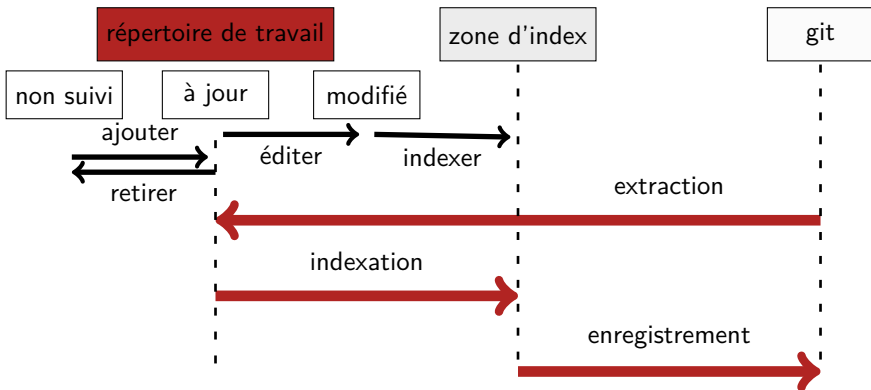 répertoire de travail
zone d'index
git
non suivi
à jour
modifié
ajouter
éditer
indexer
retirer
extraction
indexation
enregistrement